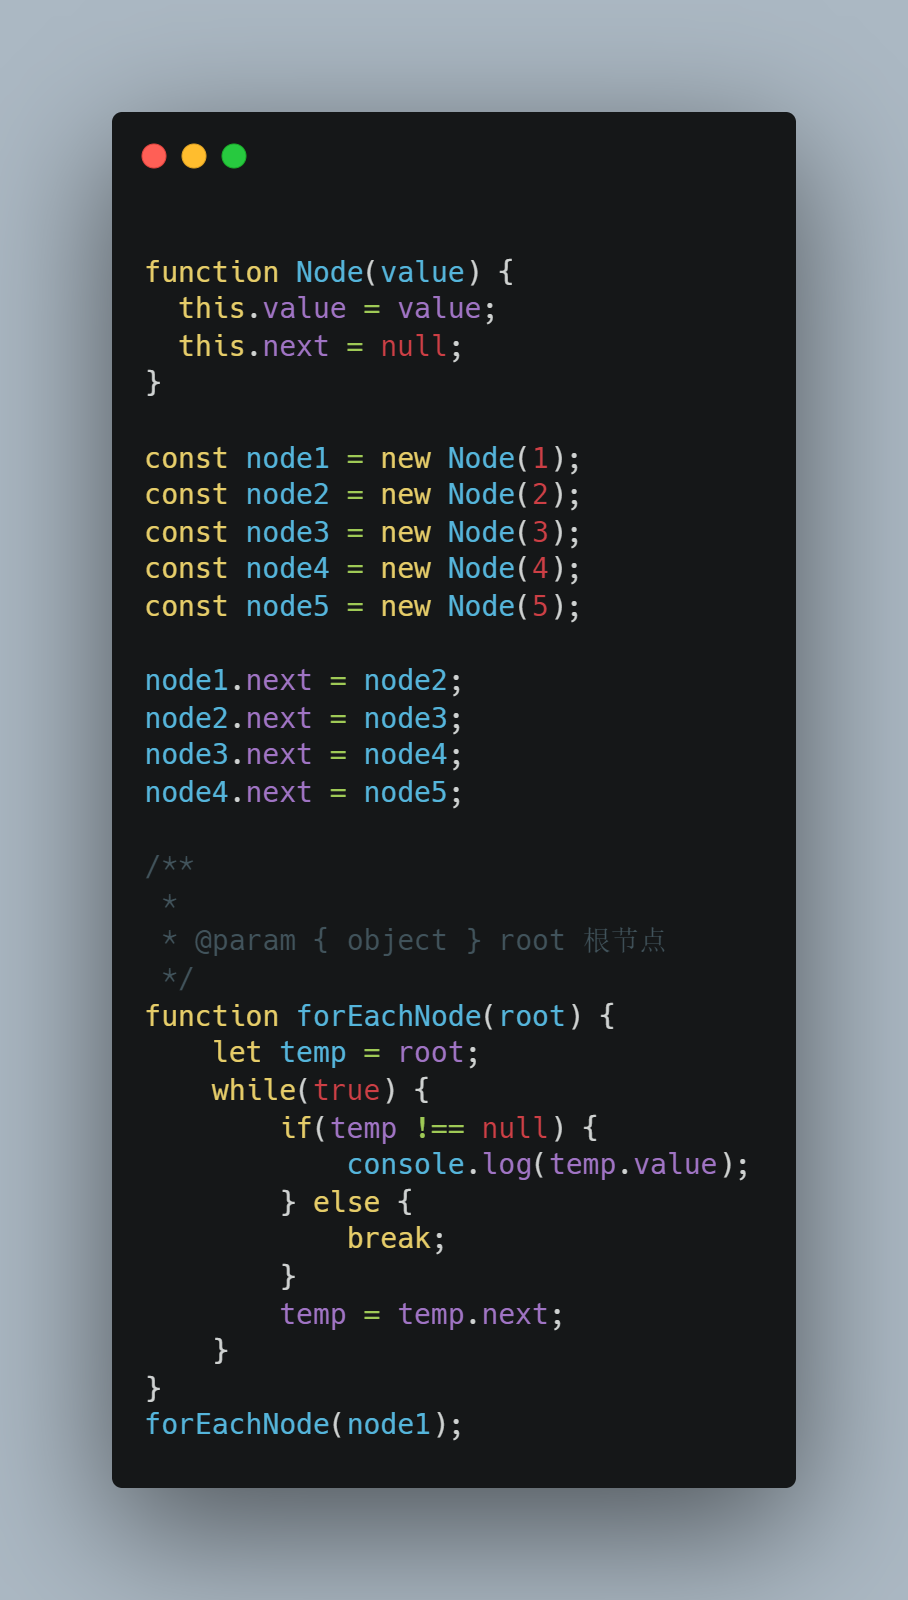 function Node(value) {
  this.value = value;
  this.next = null;
}

const node1 = new Node(1);
const node2 = new Node(2);
const node3 = new Node(3);
const node4 = new Node(4);
const node5 = new Node(5);

node1.next = node2;
node2.next = node3;
node3.next = node4;
node4.next = node5;

/**
 *
 * @param { object } root 根节点
 */
function forEachNode(root) {
    let temp = root;
    while(true) {
        if(temp !== null) {
            console.log(temp.value);
        } else {
            break;
        }
        temp = temp.next;
    }
}
forEachNode(node1);